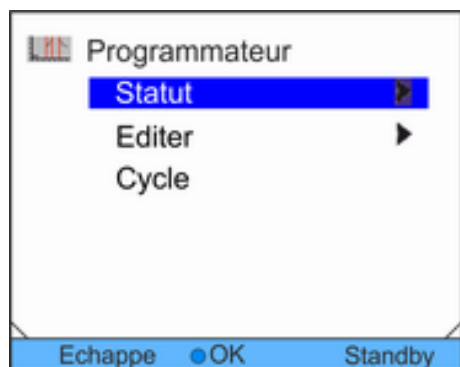 Programmateur
Statut
Editer
Cycle
Echappe OK Standby